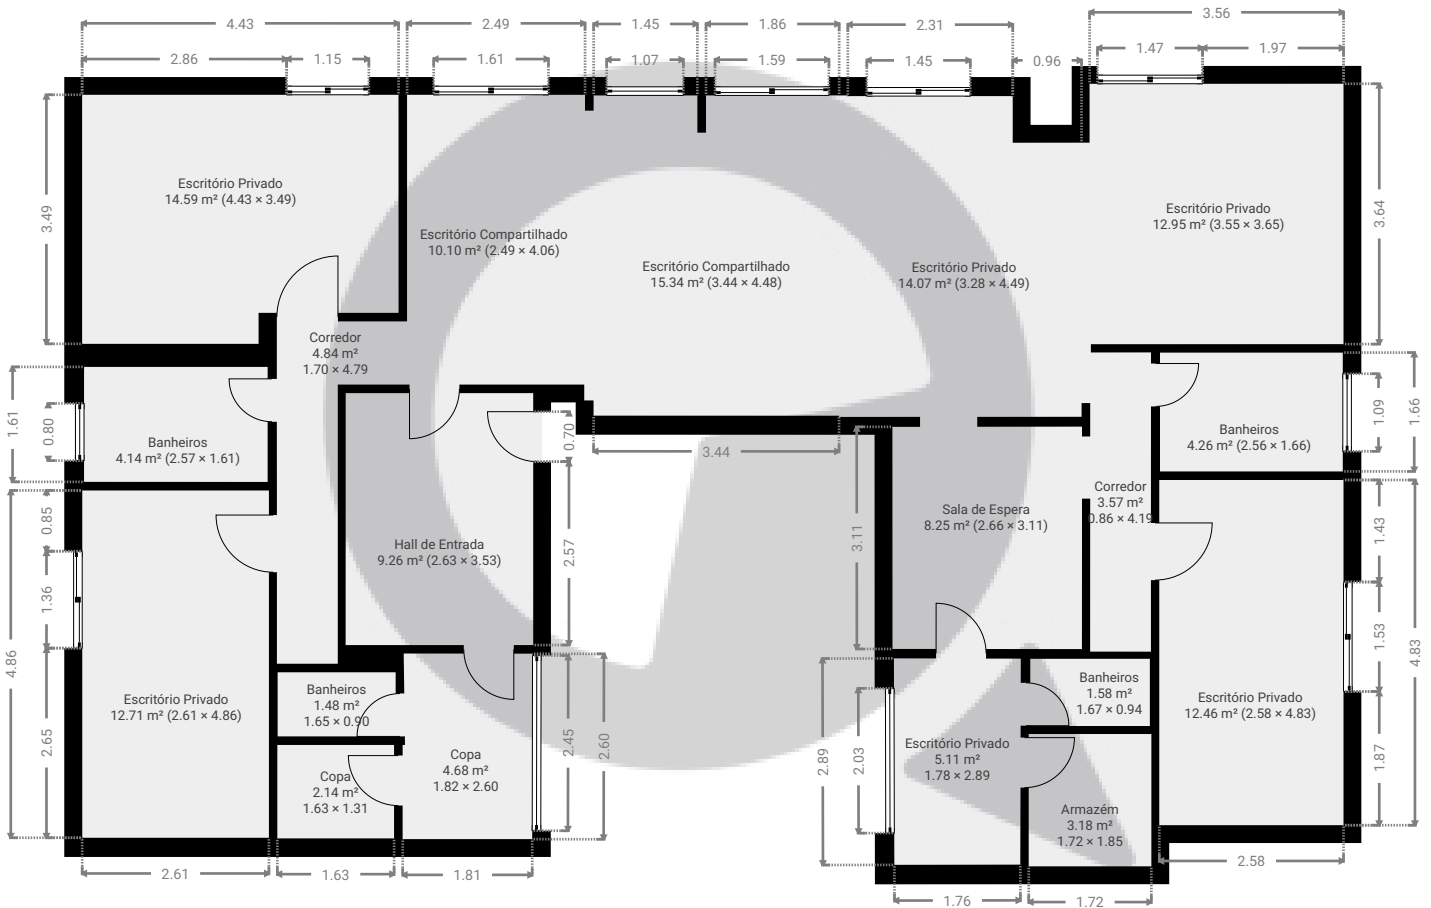 3.56
4.43
2.49
1.45
1.86
2.31
1.47
1.97
2.86
1.15
1.61
1.07
1.59
1.45
0.96
Escritório Privado
14.59 m² (4.43 × 3.49)
3.49
Escritório Compartilhado
10.10 m² (2.49 × 4.06)
Escritório Compartilhado
15.34 m² (3.44 × 4.48)
Escritório Privado
14.07 m² (3.28 × 4.49)
Escritório Privado
12.95 m² (3.55 × 3.65)
3.64
Corredor
4.84 m²
1.70 × 4.79
1.61
0.80
Banheiros
4.14 m² (2.57 × 1.61)
0.70
3.44
Banheiros
4.26 m² (2.56 × 1.66)
1.09
1.66
Corredor
3.57 m²
0.86 × 4.19
Sala de Espera
8.25 m² (2.66 × 3.11)
3.11
Hall de Entrada
9.26 m² (2.63 × 3.53)
2.57
0.85
1.36
4.86
2.65
Escritório Privado
12.71 m² (2.61 × 4.86)
Banheiros
1.48 m²
1.65 × 0.90
Copa
2.14 m²
1.63 × 1.31
Copa
4.68 m²
1.82 × 2.60
2.45
2.60
2.89
2.03
Escritório Privado
5.11 m²
1.78 × 2.89
Banheiros
1.58 m²
1.67 × 0.94
Armazém
3.18 m²
1.72 × 1.85
Escritório Privado
12.46 m² (2.58 × 4.83)
1.43
1.53
4.83
1.87
2.61
1.63
1.81
2.58
1.76
1.72